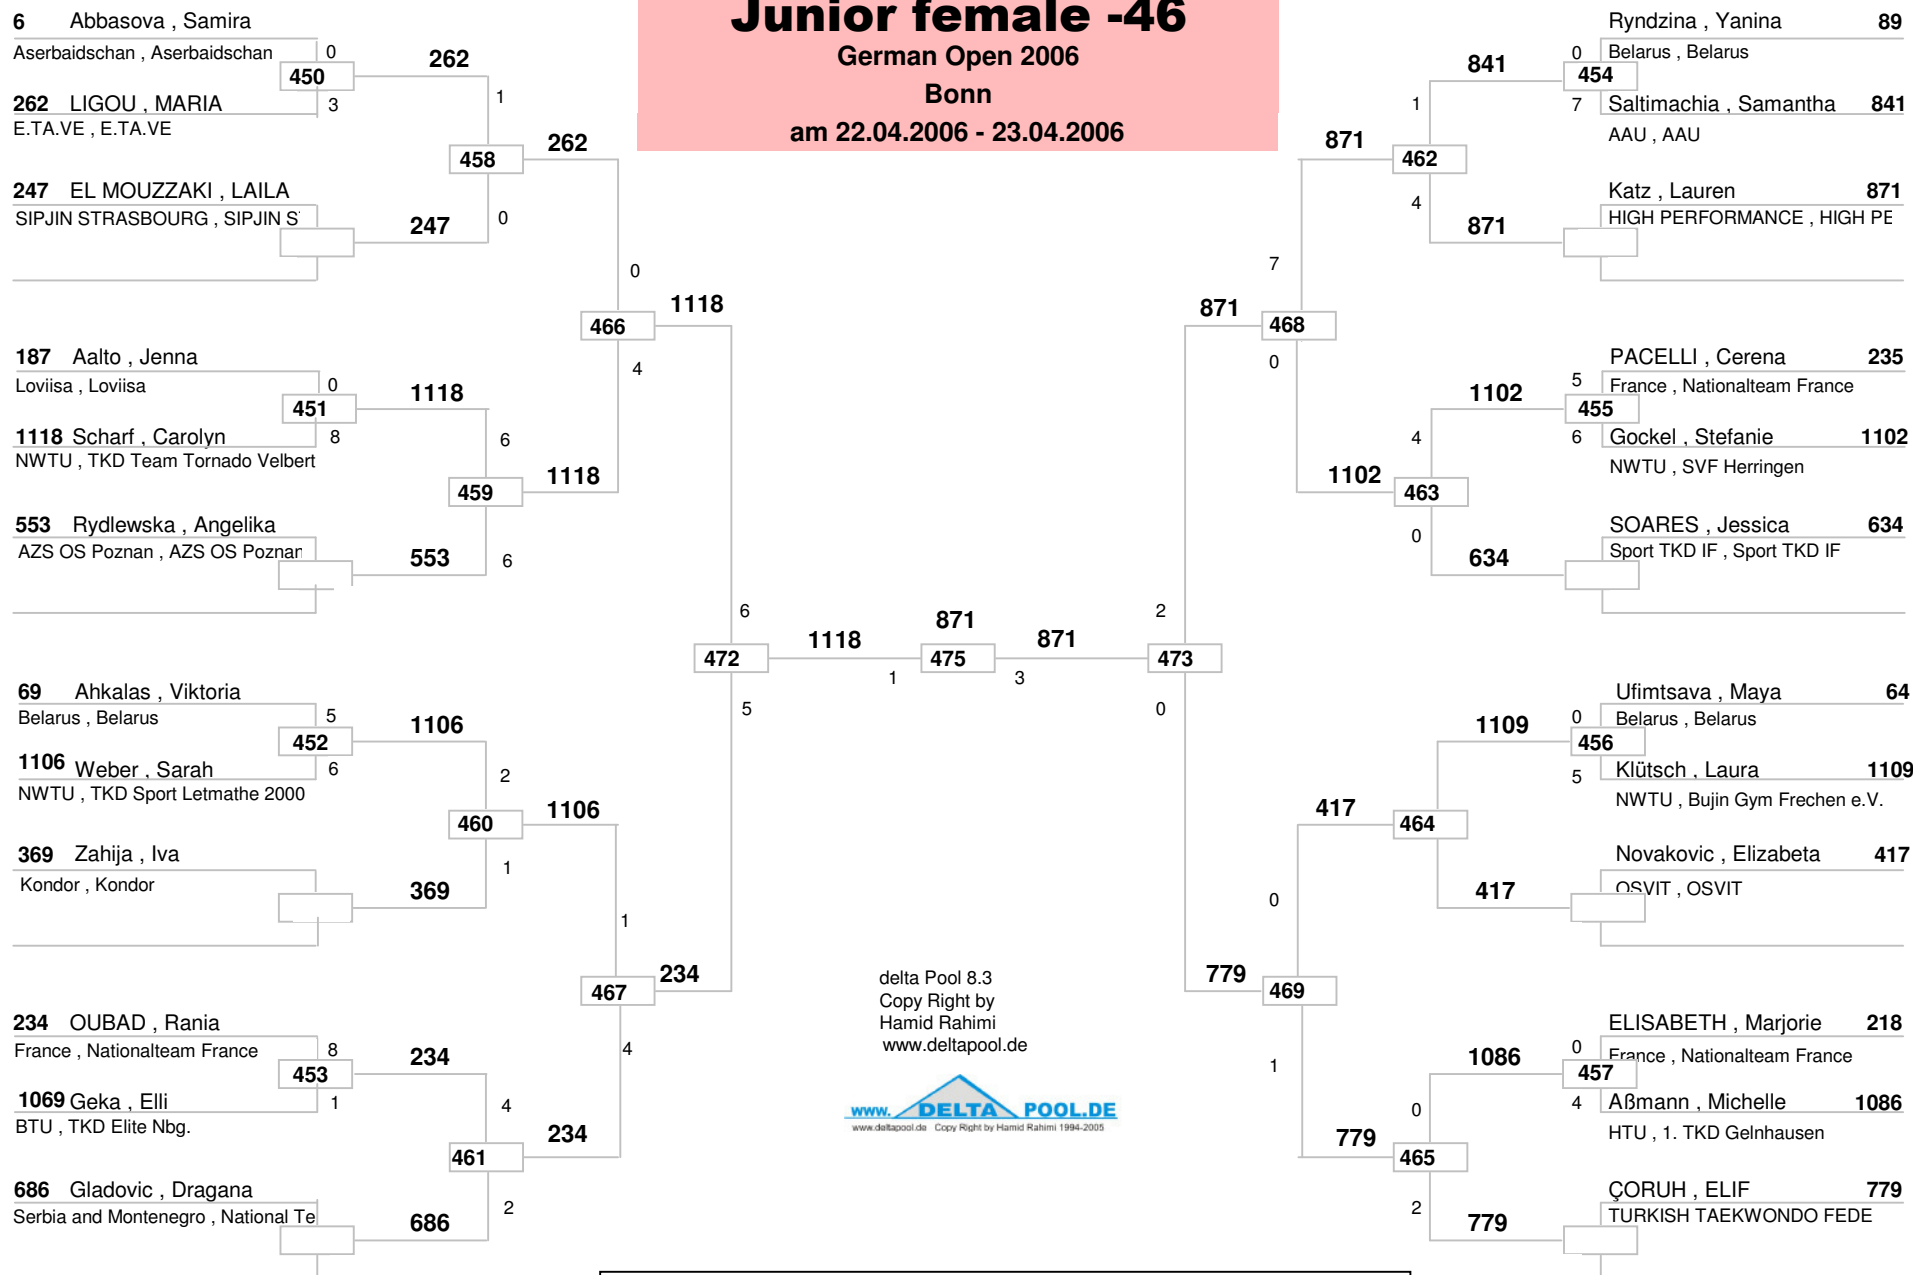 Junior female -46
German Open 2006
Bonn
am 22.04.2006 - 23.04.2006
6 Abbasova , Samira
Aserbaidschan , Aserbaidschan
0
450
262
262 LIGOU , MARIA
3
E.TA.VE , E.TA.VE
1
458
262
247 EL MOUZZAKI , LAILA
SIPJIN STRASBOURG , SIPJIN S
247
0
0
466
1118
4
187 Aalto , Jenna
Loviisa , Loviisa
0
451
1118
1118 Scharf , Carolyn
8
NWTU , TKD Team Tornado Velbert
6
459
1118
553 Rydlewska , Angelika
AZS OS Poznan , AZS OS Poznan
553
6
6
472
1118
5
69 Ahkalas , Viktoria
Belarus , Belarus
5
452
1106
1106 Weber , Sarah
6
NWTU , TKD Sport Letmathe 2000
2
460
1106
369 Zahija , Iva
Kondor , Kondor
369
1
1
467
234
4
234 OUBAD , Rania
France , Nationalteam France
8
453
234
1069 Geka , Elli
1
BTU , TKD Elite Nbg.
4
461
234
686 Gladovic , Dragana
Serbia and Montenegro , National Te
686
2
871
475
1
3
871
473
2
0
Ryndzina , Yanina 89
0
Belarus , Belarus
841
454
7
Saltimachia , Samantha 841
AAU , AAU
1
871
462
4
Katz , Lauren 871
HIGH PERFORMANCE , HIGH PE
871
7
871
468
0
PACELLI , Cerena 235
5
France , Nationalteam France
1102
455
6
Gockel , Stefanie 1102
NWTU , SVF Herringen
4
1102
463
0
SOARES , Jessica 634
Sport TKD IF , Sport TKD IF
634
Ufimtsava , Maya 64
0
Belarus , Belarus
1109
456
5
Klütsch , Laura 1109
NWTU , Bujin Gym Frechen e.V.
417
464
Novakovic , Elizabeta 417
OSVIT , OSVIT
417
0
779
469
1
ELISABETH , Marjorie 218
0
France , Nationalteam France
1086
457
4
Aßmann , Michelle 1086
HTU , 1. TKD Gelnhausen
0
779
465
2
ÇORUH , ELIF 779
TURKISH TAEKWONDO FEDE
779
delta Pool 8.3
Copy Right by
Hamid Rahimi
www.deltapool.de
www. DELTA POOL.DE
www.deltapool.de Copy Right by Hamid Rahimi 1994-2005